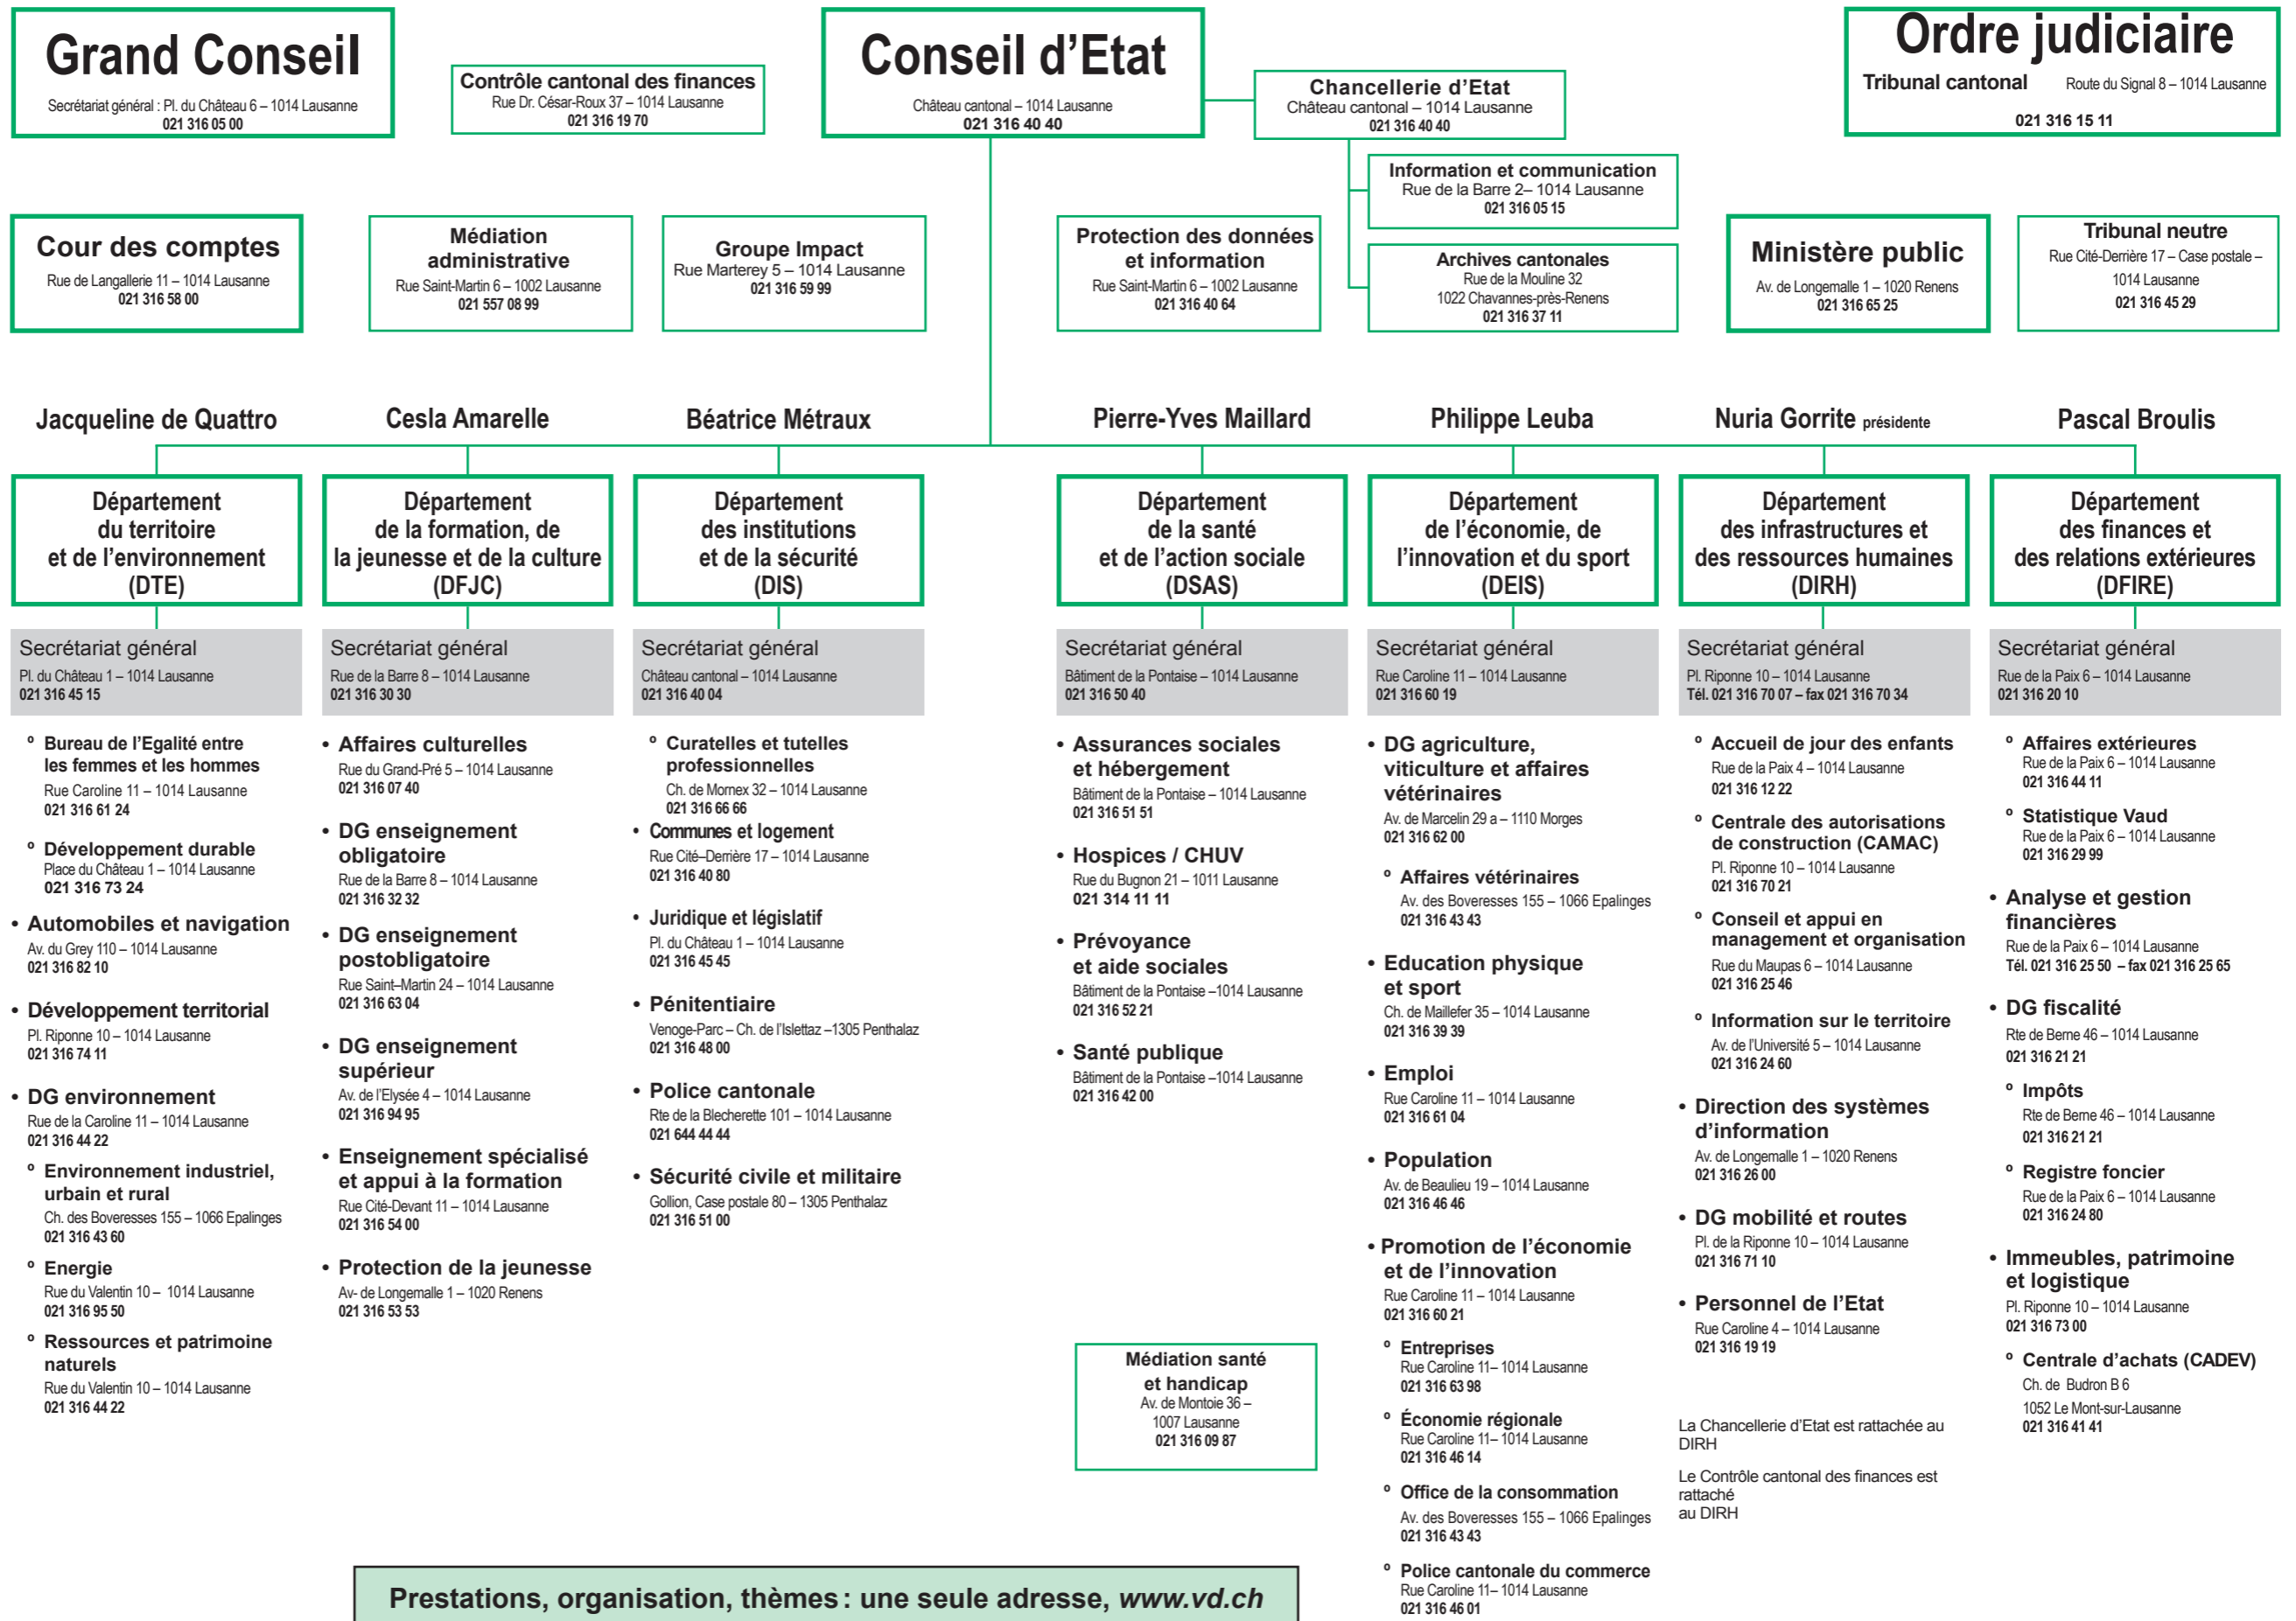 Grand Conseil
Secrétariat général : Pl. du Château 6 – 1014 Lausanne
021 316 05 00
Contrôle cantonal des finances
Rue Dr. César-Roux 37 – 1014 Lausanne
021 316 19 70
Conseil d'Etat
Château cantonal – 1014 Lausanne
021 316 40 40
Chancellerie d'Etat
Château cantonal – 1014 Lausanne
021 316 40 40
Ordre judiciaire
Tribunal cantonal Route du Signal 8 – 1014 Lausanne
021 316 15 11
Information et communication
Rue de la Barre 2– 1014 Lausanne
021 316 05 15
Cour des comptes
Rue de Langallerie 11 – 1014 Lausanne
021 316 58 00
Médiation
administrative
Rue Saint-Martin 6 – 1002 Lausanne
021 557 08 99
Groupe Impact
Rue Marterey 5 – 1014 Lausanne
021 316 59 99
Protection des données
et information
Rue Saint-Martin 6 – 1002 Lausanne
021 316 40 64
Archives cantonales
Rue de la Mouline 32
1022 Chavannes-près-Renens
021 316 37 11
Ministère public
Av. de Longemalle 1 – 1020 Renens
021 316 65 25
Tribunal neutre
Rue Cité-Derrière 17 – Case postale –
1014 Lausanne
021 316 45 29
Jacqueline de Quattro
Département
du territoire
et de l'environnement
(DTE)
Secrétariat général
Pl. du Château 1 – 1014 Lausanne
021 316 45 15
º Bureau de l'Egalité entre
les femmes et les hommes
Rue Caroline 11 – 1014 Lausanne
021 316 61 24
º Développement durable
Place du Château 1 – 1014 Lausanne
021 316 73 24
• Automobiles et navigation
Av. du Grey 110 – 1014 Lausanne
021 316 82 10
• Développement territorial
Pl. Riponne 10 – 1014 Lausanne
021 316 74 11
• DG environnement
Rue de la Caroline 11 – 1014 Lausanne
021 316 44 22
º Environnement industriel,
urbain et rural
Ch. des Boveresses 155 – 1066 Epalinges
021 316 43 60
º Energie
Rue du Valentin 10 – 1014 Lausanne
021 316 95 50
º Ressources et patrimoine
naturels
Rue du Valentin 10 – 1014 Lausanne
021 316 44 22
Cesla Amarelle
Département
de la formation, de
la jeunesse et de la culture
(DFJC)
Secrétariat général
Rue de la Barre 8 – 1014 Lausanne
021 316 30 30
• Affaires culturelles
Rue du Grand-Pré 5 – 1014 Lausanne
021 316 07 40
• DG enseignement
obligatoire
Rue de la Barre 8 – 1014 Lausanne
021 316 32 32
• DG enseignement
postobligatoire
Rue Saint–Martin 24 – 1014 Lausanne
021 316 63 04
• DG enseignement
supérieur
Av. de l'Elysée 4 – 1014 Lausanne
021 316 94 95
• Enseignement spécialisé
et appui à la formation
Rue Cité-Devant 11 – 1014 Lausanne
021 316 54 00
• Protection de la jeunesse
Av- de Longemalle 1 – 1020 Renens
021 316 53 53
Béatrice Métraux
Département
des institutions
et de la sécurité
(DIS)
Secrétariat général
Château cantonal – 1014 Lausanne
021 316 40 04
º Curatelles et tutelles
professionnelles
Ch. de Mornex 32 – 1014 Lausanne
021 316 66 66
• Communes et logement
Rue Cité–Derrière 17 – 1014 Lausanne
021 316 40 80
• Juridique et législatif
Pl. du Château 1 – 1014 Lausanne
021 316 45 45
• Pénitentiaire
Venoge-Parc – Ch. de l'Islettaz –1305 Penthalaz
021 316 48 00
• Police cantonale
Rte de la Blecherette 101 – 1014 Lausanne
021 644 44 44
• Sécurité civile et militaire
Gollion, Case postale 80 – 1305 Penthalaz
021 316 51 00
Pierre-Yves Maillard
Département
de la santé
et de l'action sociale
(DSAS)
Secrétariat général
Bâtiment de la Pontaise – 1014 Lausanne
021 316 50 40
• Assurances sociales
et hébergement
Bâtiment de la Pontaise – 1014 Lausanne
021 316 51 51
• Hospices / CHUV
Rue du Bugnon 21 – 1011 Lausanne
021 314 11 11
• Prévoyance
et aide sociales
Bâtiment de la Pontaise –1014 Lausanne
021 316 52 21
• Santé publique
Bâtiment de la Pontaise –1014 Lausanne
021 316 42 00
Médiation santé
et handicap
Av. de Montoie 36 –
1007 Lausanne
021 316 09 87
Philippe Leuba
Département
de l'économie, de
l'innovation et du sport
(DEIS)
Secrétariat général
Rue Caroline 11 – 1014 Lausanne
021 316 60 19
• DG agriculture,
viticulture et affaires
vétérinaires
Av. de Marcelin 29 a – 1110 Morges
021 316 62 00
º Affaires vétérinaires
Av. des Boveresses 155 – 1066 Epalinges
021 316 43 43
• Education physique
et sport
Ch. de Maillefer 35 – 1014 Lausanne
021 316 39 39
• Emploi
Rue Caroline 11 – 1014 Lausanne
021 316 61 04
• Population
Av. de Beaulieu 19 – 1014 Lausanne
021 316 46 46
• Promotion de l'économie
et de l'innovation
Rue Caroline 11 – 1014 Lausanne
021 316 60 21
º Entreprises
Rue Caroline 11– 1014 Lausanne
021 316 63 98
º Économie régionale
Rue Caroline 11– 1014 Lausanne
021 316 46 14
º Office de la consommation
Av. des Boveresses 155 – 1066 Epalinges
021 316 43 43
º Police cantonale du commerce
Rue Caroline 11– 1014 Lausanne
021 316 46 01
Nuria Gorrite présidente
Département
des infrastructures et
des ressources humaines
(DIRH)
Secrétariat général
Pl. Riponne 10 – 1014 Lausanne
Tél. 021 316 70 07 – fax 021 316 70 34
º Accueil de jour des enfants
Rue de la Paix 4 – 1014 Lausanne
021 316 12 22
º Centrale des autorisations
de construction (CAMAC)
Pl. Riponne 10 – 1014 Lausanne
021 316 70 21
º Conseil et appui en
management et organisation
Rue du Maupas 6 – 1014 Lausanne
021 316 25 46
º Information sur le territoire
Av. de l'Université 5 – 1014 Lausanne
021 316 24 60
• Direction des systèmes
d'information
Av. de Longemalle 1 – 1020 Renens
021 316 26 00
• DG mobilité et routes
Pl. de la Riponne 10 – 1014 Lausanne
021 316 71 10
• Personnel de l'Etat
Rue Caroline 4 – 1014 Lausanne
021 316 19 19
La Chancellerie d'Etat est rattachée au
DIRH
Le Contrôle cantonal des finances est
rattaché
au DIRH
Pascal Broulis
Département
des finances et
des relations extérieures
(DFIRE)
Secrétariat général
Rue de la Paix 6 – 1014 Lausanne
021 316 20 10
º Affaires extérieures
Rue de la Paix 6 – 1014 Lausanne
021 316 44 11
º Statistique Vaud
Rue de la Paix 6 – 1014 Lausanne
021 316 29 99
• Analyse et gestion
financières
Rue de la Paix 6 – 1014 Lausanne
Tél. 021 316 25 50 – fax 021 316 25 65
• DG fiscalité
Rte de Berne 46 – 1014 Lausanne
021 316 21 21
º Impôts
Rte de Berne 46 – 1014 Lausanne
021 316 21 21
º Registre foncier
Rue de la Paix 6 – 1014 Lausanne
021 316 24 80
• Immeubles, patrimoine
et logistique
Pl. Riponne 10 – 1014 Lausanne
021 316 73 00
º Centrale d'achats (CADEV)
Ch. de Budron B 6
1052 Le Mont-sur-Lausanne
021 316 41 41
Prestations, organisation, thèmes : une seule adresse, www.vd.ch